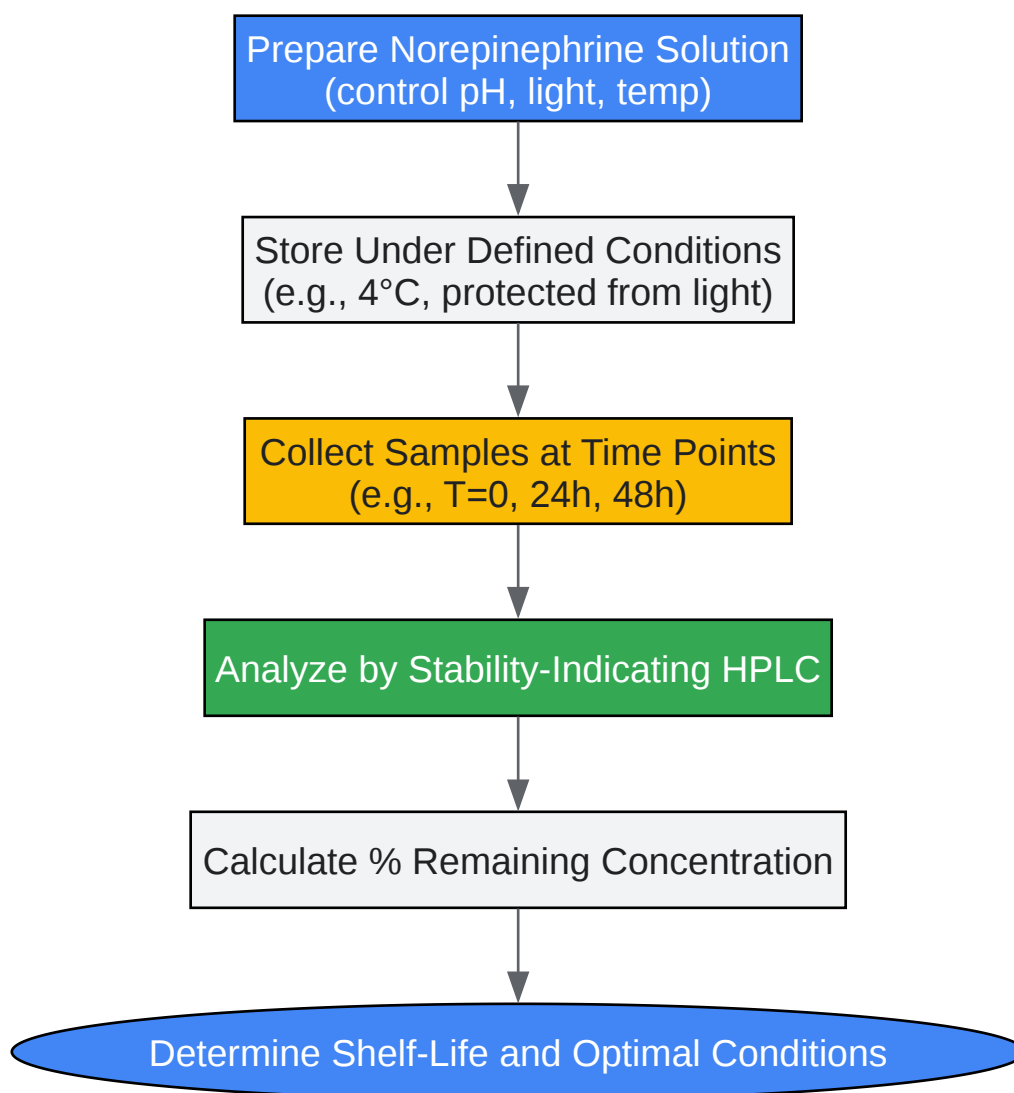 Prepare Norepinephrine Solution
(control pH, light, temp)
Store Under Defined Conditions
(e.g., 4°C, protected from light)
Collect Samples at Time Points
(e.g., T=0, 24h, 48h)
Analyze by Stability-Indicating HPLC
Calculate % Remaining Concentration
Determine Shelf-Life and Optimal Conditions